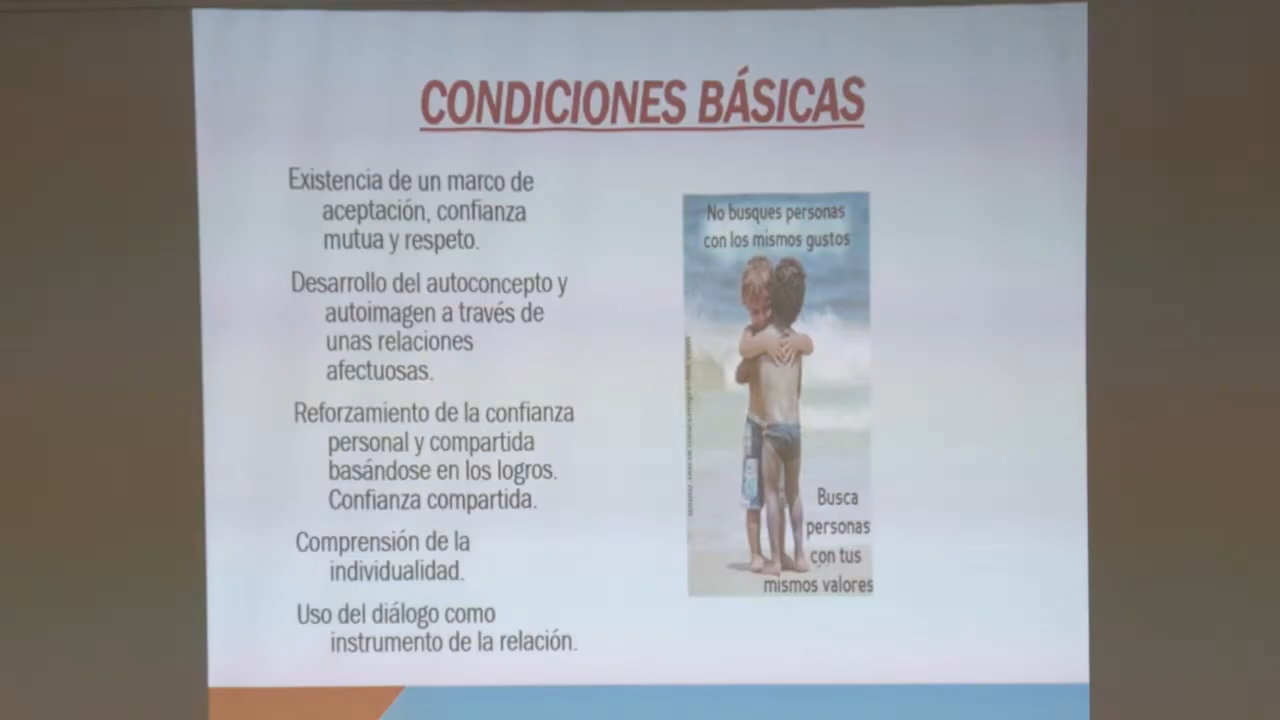 CONDICIONES BÁSICAS
Existencia de un marco de
aceptación, confianza
mutua y respeto.
Desarrollo del autoconcepto y
autoimagen a través de
unas relaciones
afectuosas.
Reforzamiento de la confianza
personal y compartida
basándose en los logros.
Confianza compartida.
Comprensión de la
individualidad.
Uso del diálogo como
instrumento de la relación.
No busques personas
con los mismos gustos
Busca
personas
con tus
mismos valores